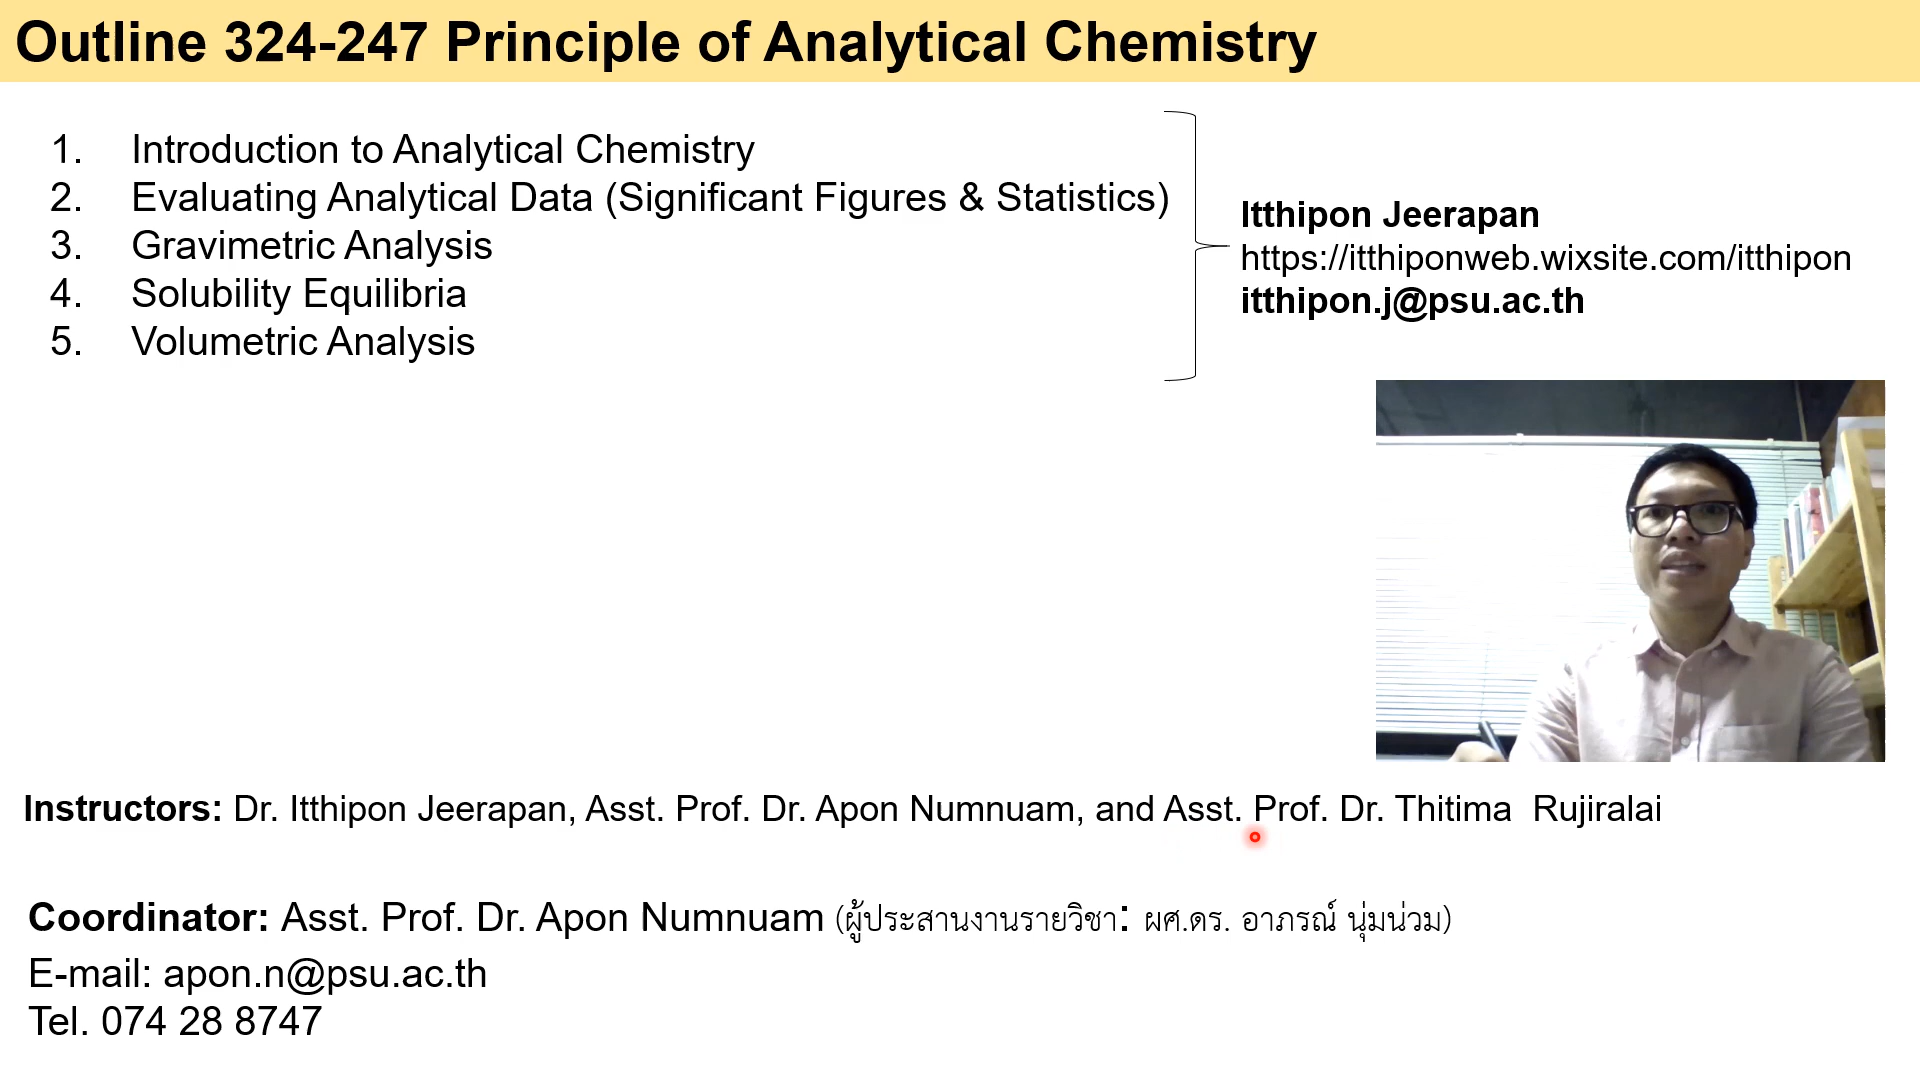 Outline 324-247 Principle of Analytical Chemistry
1. Introduction to Analytical Chemistry
2. Evaluating Analytical Data (Significant Figures & Statistics)
3. Gravimetric Analysis
4. Solubility Equilibria
5. Volumetric Analysis
Itthipon Jeerapan
https://itthiponweb.wixsite.com/itthipon
itthipon.j@psu.ac.th
Instructors: Dr. Itthipon Jeerapan, Asst. Prof. Dr. Apon Numnuam, and Asst. Prof. Dr. Thitima Rujiralai
Coordinator: Asst. Prof. Dr. Apon Numnuam (ผู้ประสานงานรายวิชา: ผศ.ดร. อาภรณ์ นุ่มน่วม)
E-mail: apon.n@psu.ac.th
Tel. 074 28 8747